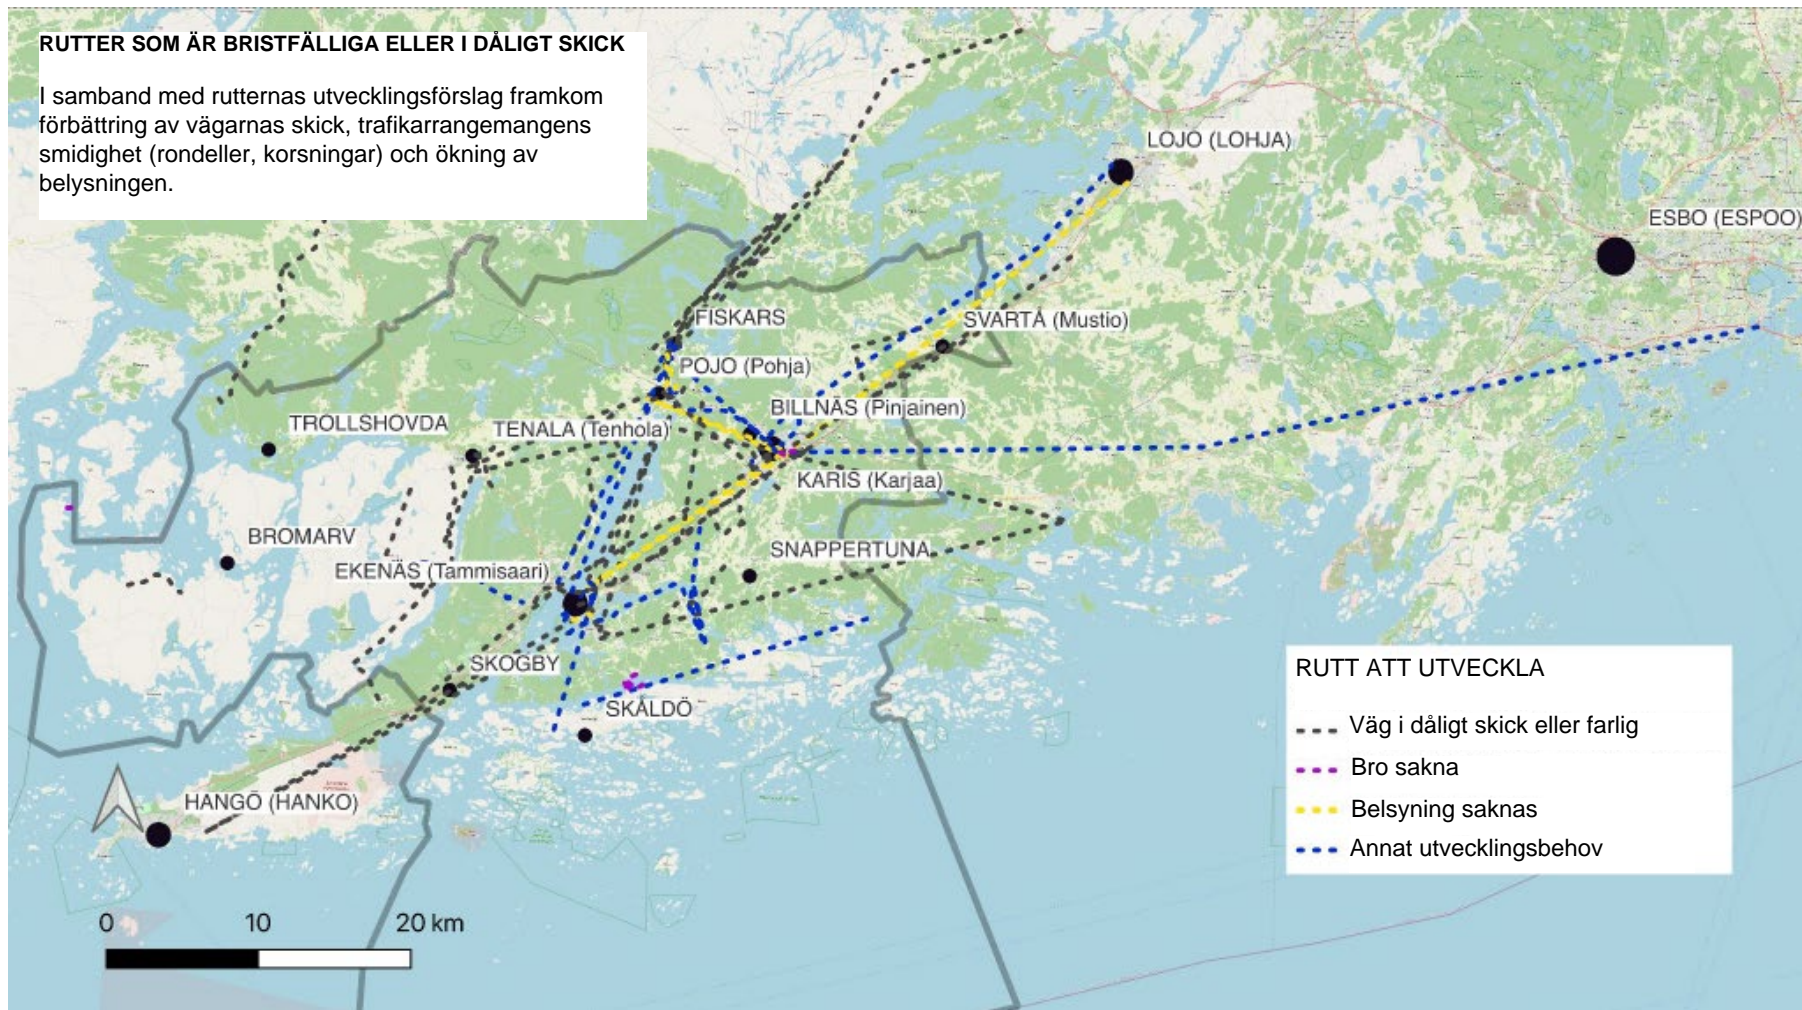 RUTTER SOM ÄR BRISTFÄLLIGA ELLER I DÅLIGT SKICK
I samband med rutternas utvecklingsförslag framkom
förbättring av vägarnas skick, trafikarrangemangens
smidighet (rondeller, korsningar) och ökning av
belysningen.
LOJO (LOHJA)
ESBO (ESPOO)
FISKARS
SVARTÅ (Mustio)
POJO (Pohja)
BILLNÄS (Pinjainen)
TROLLSHOVDA
TENALA (Tenhola)
KARIS (Karjaa)
BROMARV
SNAPPERTUNA
EKENÄS (Tammisaari)
SKOGBY
SKÅLDÖ
HANGÖ (HANKO)
RUTT ATT UTVECKLA
Väg i dåligt skick eller farlig
Bro sakna
Belsyning saknas
Annat utvecklingsbehov
0 10 20 km